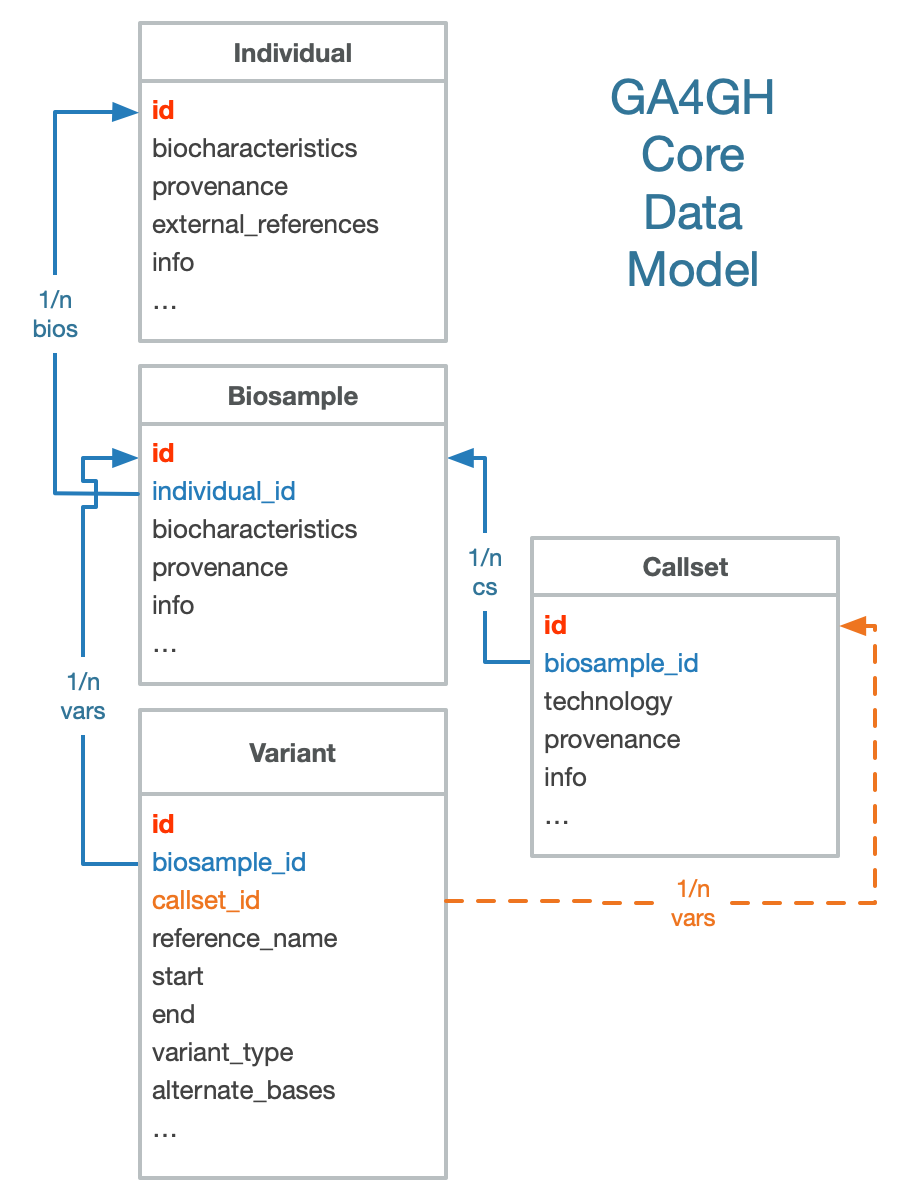 Individual
id
biocharacteristics
provenance
external_references
info
...
GA4GH
Core
Data
Model
1/n
bios
Biosample
id
individual_id
biocharacteristics
provenance
info
...
1/n
cs
Callset
id
biosample_id
technology
provenance
info
...
1/n
vars
Variant
id
biosample_id
callset_id
reference_name
start
end
variant_type
alternate_bases
...
1/n
vars